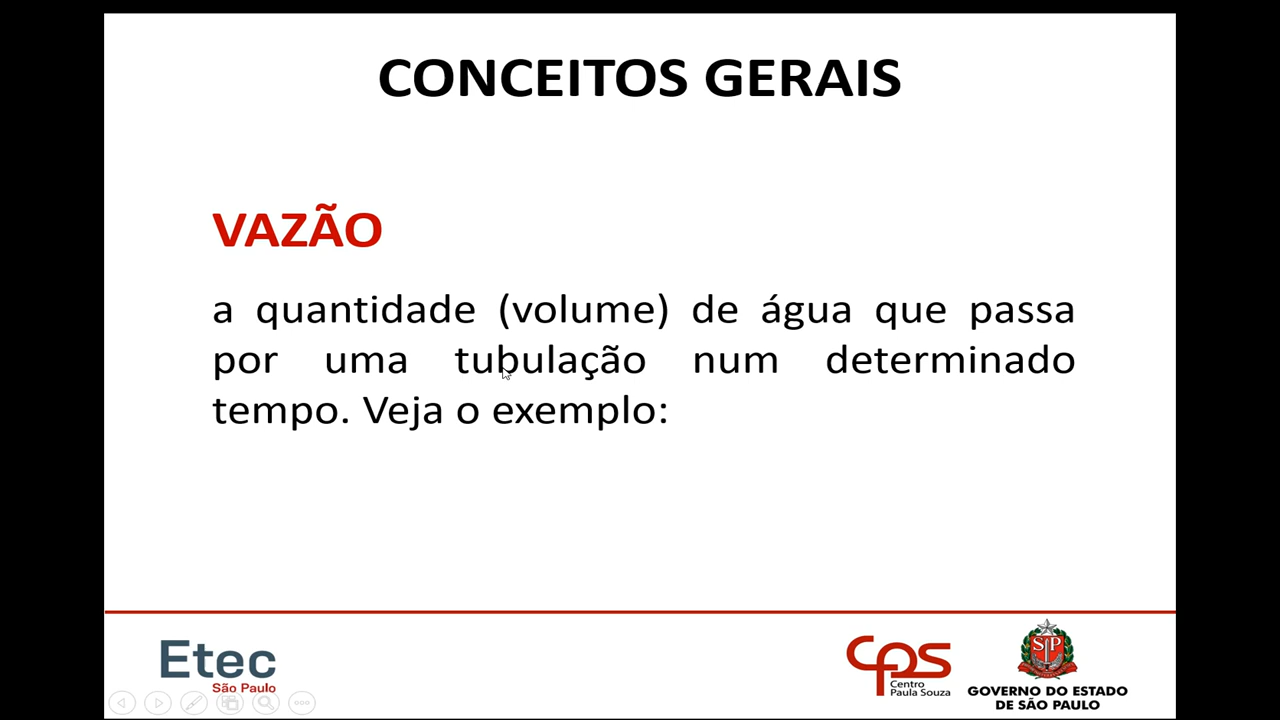 CONCEITOS GERAIS
VAZÃO
a quantidade (volume) de água que passa
por uma tubulação num determinado
tempo. Veja o exemplo:
Etec
São Paulo
CPS
Centro
Paula Souza
SP
GOVERNO DO ESTADO
DE SÃO PAULO